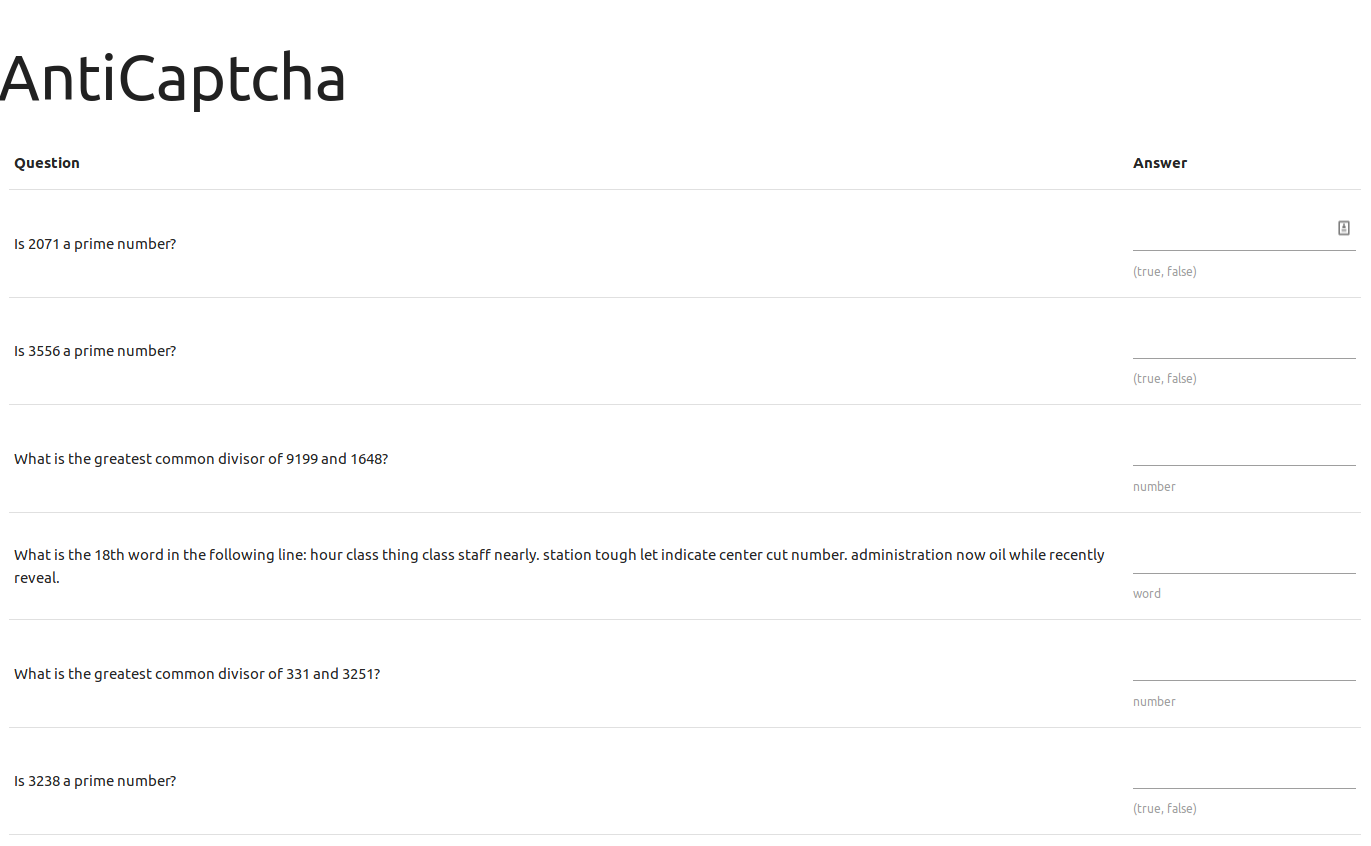 AntiCaptcha
Question Answer
Is 2071 a prime number?
(true, false)
Is 3556 a prime number?
(true, false)
What is the greatest common divisor of 9199 and 1648?
number
What is the 18th word in the following line: hour class thing class staff nearly. station tough let indicate center cut number. administration now oil while recently
reveal.
word
What is the greatest common divisor of 331 and 3251?
number
Is 3238 a prime number?
(true, false)